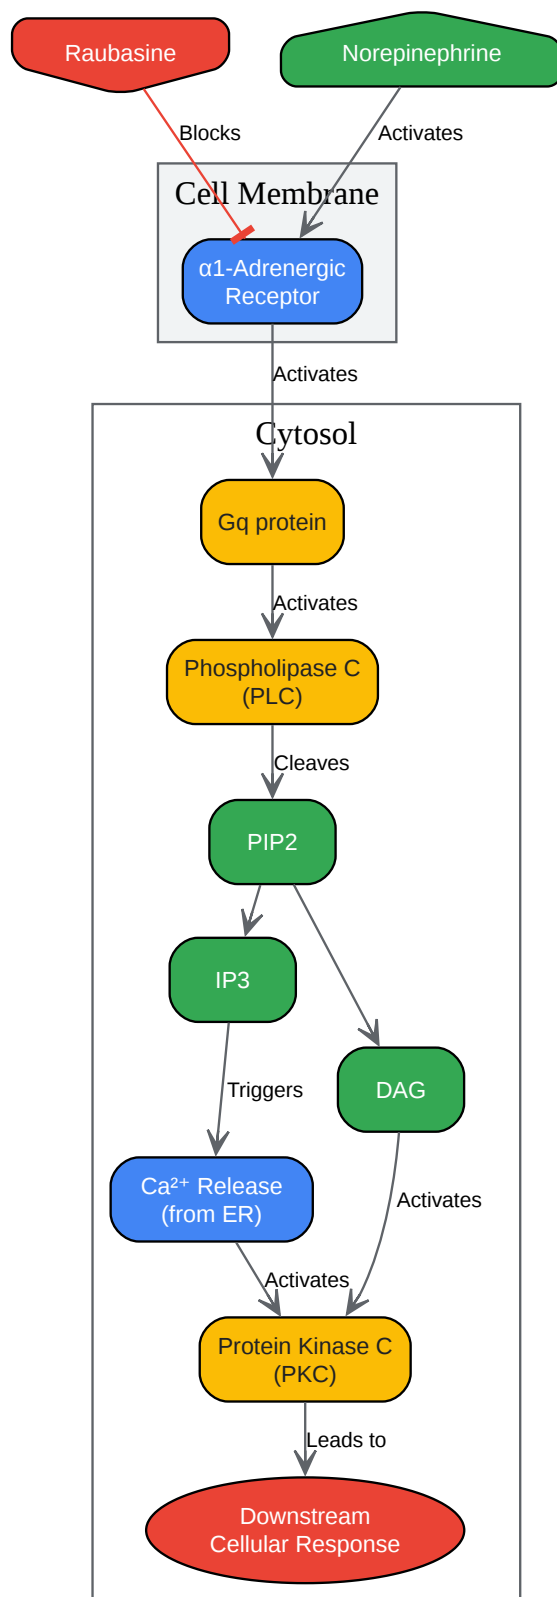 Raubasine
Norepinephrine
Blocks
Activates
Cell Membrane
α1-Adrenergic
Receptor
Activates
Cytosol
Gq protein
Activates
Phospholipase C
(PLC)
Cleaves
PIP2
IP3
DAG
Triggers
Ca²⁺ Release
(from ER)
Activates
Activates
Protein Kinase C
(PKC)
Leads to
Downstream
Cellular Response